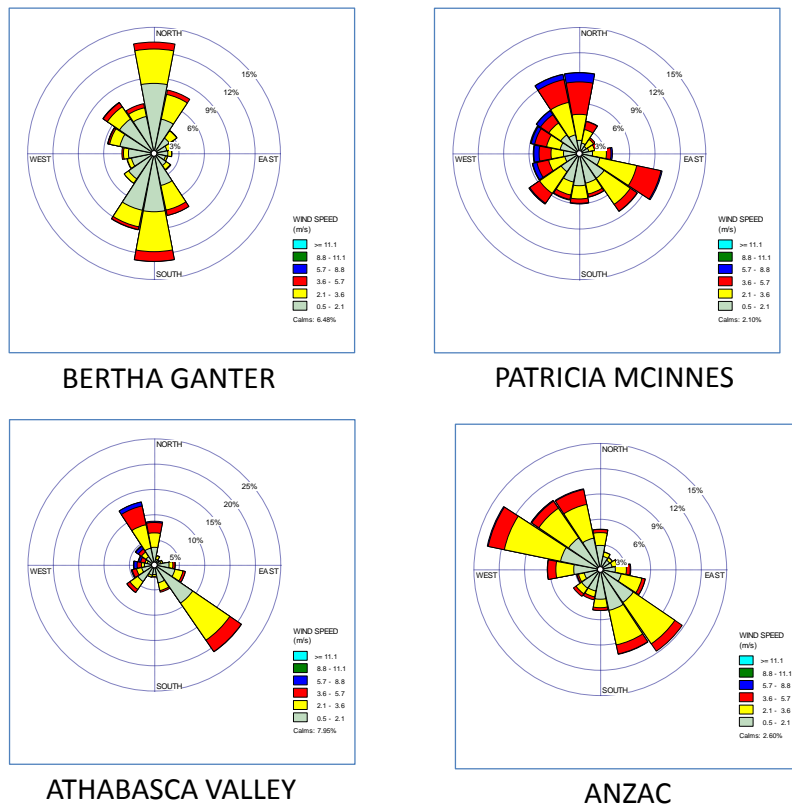 NORTH
15%
12%
9%
6%
3%
WEST
EAST
SOUTH
WIND SPEED
(m/s)
>= 11.1
8.8 - 11.1
5.7 - 8.8
3.6 - 5.7
2.1 - 3.6
0.5 - 2.1
Calms: 6.48%
BERTHA GANTER
NORTH
15%
12%
9%
6%
3%
WEST
EAST
SOUTH
WIND SPEED
(m/s)
>= 11.1
8.8 - 11.1
5.7 - 8.8
3.6 - 5.7
2.1 - 3.6
0.5 - 2.1
Calms: 2.10%
PATRICIA MCINNES
NORTH
25%
20%
15%
10%
5%
WEST
EAST
SOUTH
WIND SPEED
(m/s)
>= 11.1
8.8 - 11.1
5.7 - 8.8
3.6 - 5.7
2.1 - 3.6
0.5 - 2.1
Calms: 7.95%
ATHABASCA VALLEY
NORTH
15%
12%
9%
6%
3%
WEST
EAST
SOUTH
WIND SPEED
(m/s)
>= 11.1
8.8 - 11.1
5.7 - 8.8
3.6 - 5.7
2.1 - 3.6
0.5 - 2.1
Calms: 2.60%
ANZAC